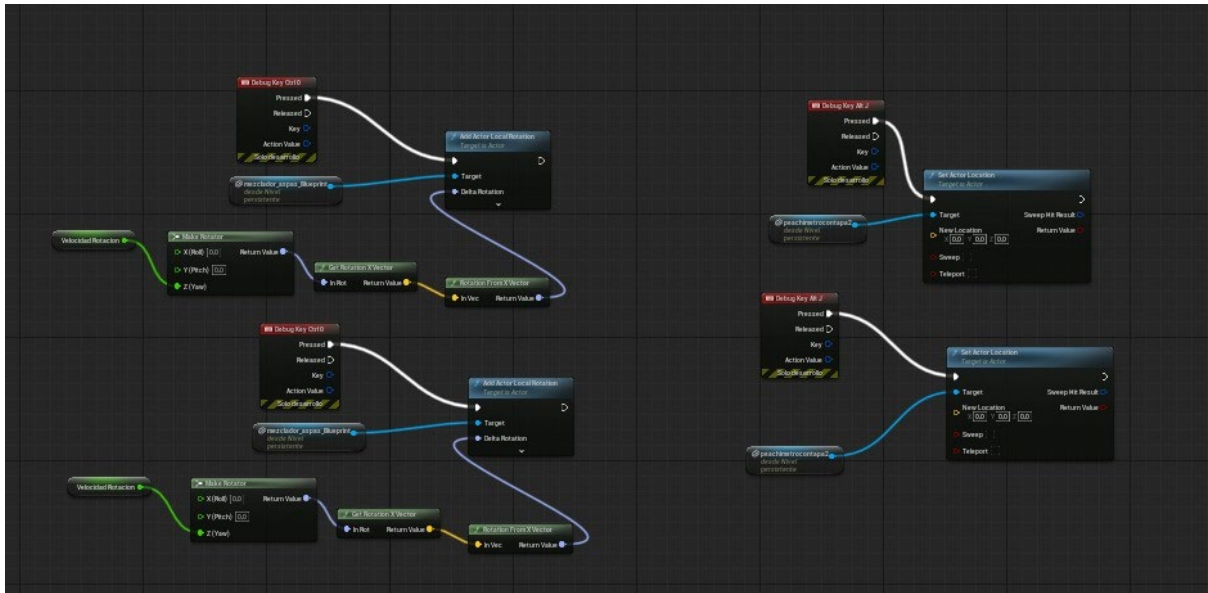 Debug Key Ctrl 0
Pressed
Released
Key
Action Value
Solo desarrollo
Add Actor Local Rotation
Target is Actor
Target
Delta Rotation
mezclador_aspas_Blueprint
desde Nivel
persistente
Velocidad Rotacion
Make Rotator
X (Roll) 0,0 Return Value
Y (Pitch) 0,0
Z (Yaw)
Get Rotation X Vector
In Rot Return Value
Rotation From X Vector
In Vec Return Value
Debug Key Ctrl 0
Pressed
Released
Key
Action Value
Solo desarrollo
Add Actor Local Rotation
Target is Actor
Target
Delta Rotation
mezclador_aspas_Blueprint
desde Nivel
persistente
Velocidad Rotacion
Make Rotator
X (Roll) 0,0 Return Value
Y (Pitch) 0,0
Z (Yaw)
Get Rotation X Vector
In Rot Return Value
Rotation From X Vector
In Vec Return Value
Debug Key Alt J
Pressed
Released
Key
Action Value
Solo desarrollo
Set Actor Location
Target is Actor
Target Sweep Hit Result
New Location Return Value
X 0,0 Y 0,0 Z 0,0
Sweep
Teleport
peachimetrocontapa2
desde Nivel
persistente
Debug Key Alt J
Pressed
Released
Key
Action Value
Solo desarrollo
Set Actor Location
Target is Actor
Target Sweep Hit Result
New Location Return Value
X 0,0 Y 0,0 Z 0,0
Sweep
Teleport
peachimetrocontapa2
desde Nivel
persistente